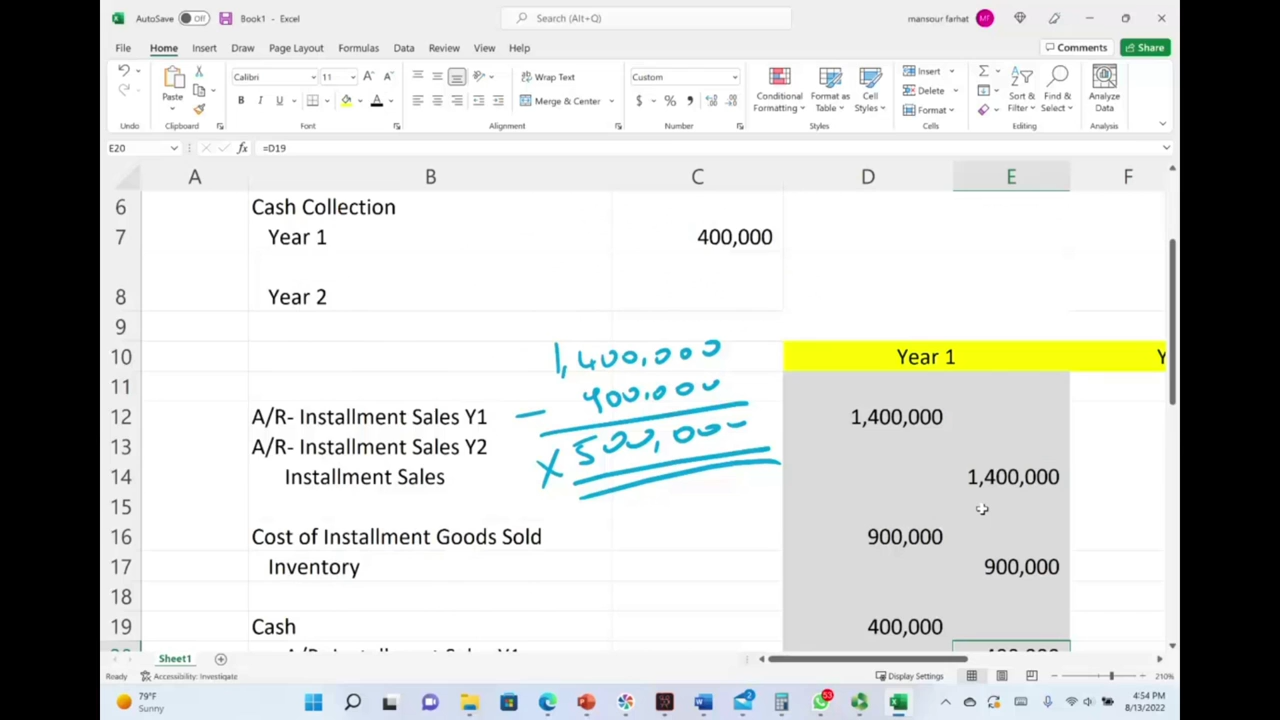 AutoSave Off Book1 - Excel Search (Alt+Q) mansour farhat MF
File Home Insert Draw Page Layout Formulas Data Review View Help Comments Share
Paste Calibri 11 Wrap Text Custom Conditional Formatting Format as Table Cell Styles Insert Sort & Filter Find & Select Analyze Data
B I U Merge & Center $ % Delete
Format
Undo Clipboard Font Alignment Number Styles Cells Editing Analysis
E20 fx =D19
A B C D E F
6 Cash Collection
7 Year 1 400,000
8 Year 2
9
10 1,400,000 Year 1 Y
11 900,000
12 A/R- Installment Sales Y1 1,400,000
13 A/R- Installment Sales Y2 500,000
14 Installment Sales 1,400,000
15
16 Cost of Installment Goods Sold 900,000
17 Inventory 900,000
18
19 Cash 400,000
Sheet1
Ready Accessibility: Investigate Display Settings 210%
79°F 53 4:54 PM
Sunny 8/13/2022